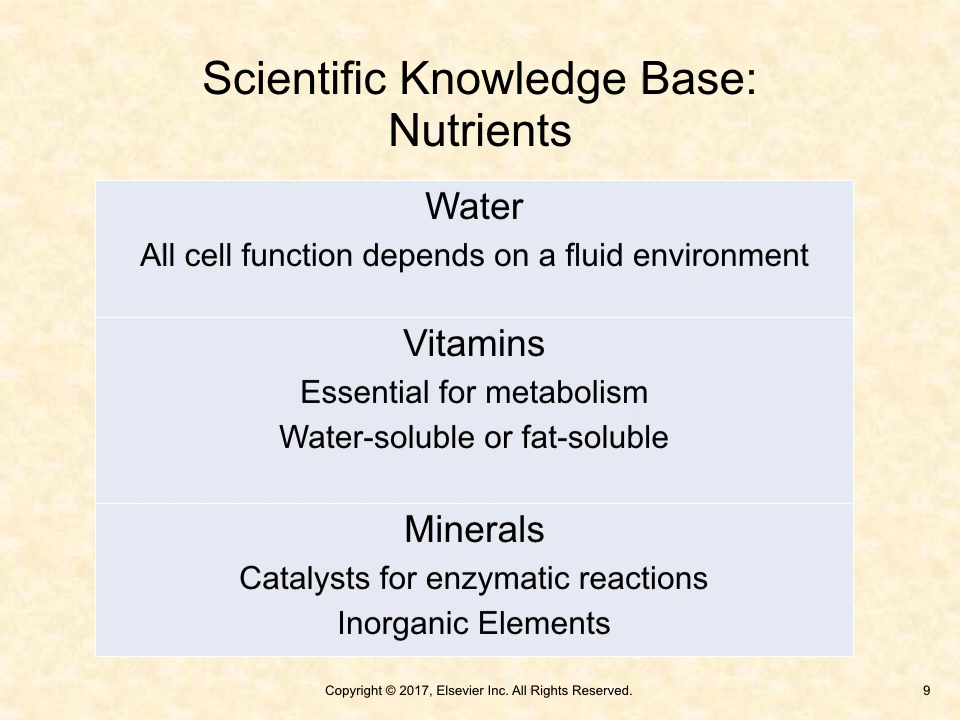 Scientific Knowledge Base:
Nutrients
Water
All cell function depends on a fluid environment
Vitamins
Essential for metabolism
Water-soluble or fat-soluble
Minerals
Catalysts for enzymatic reactions
Inorganic Elements
Copyright © 2017, Elsevier Inc. All Rights Reserved.
9